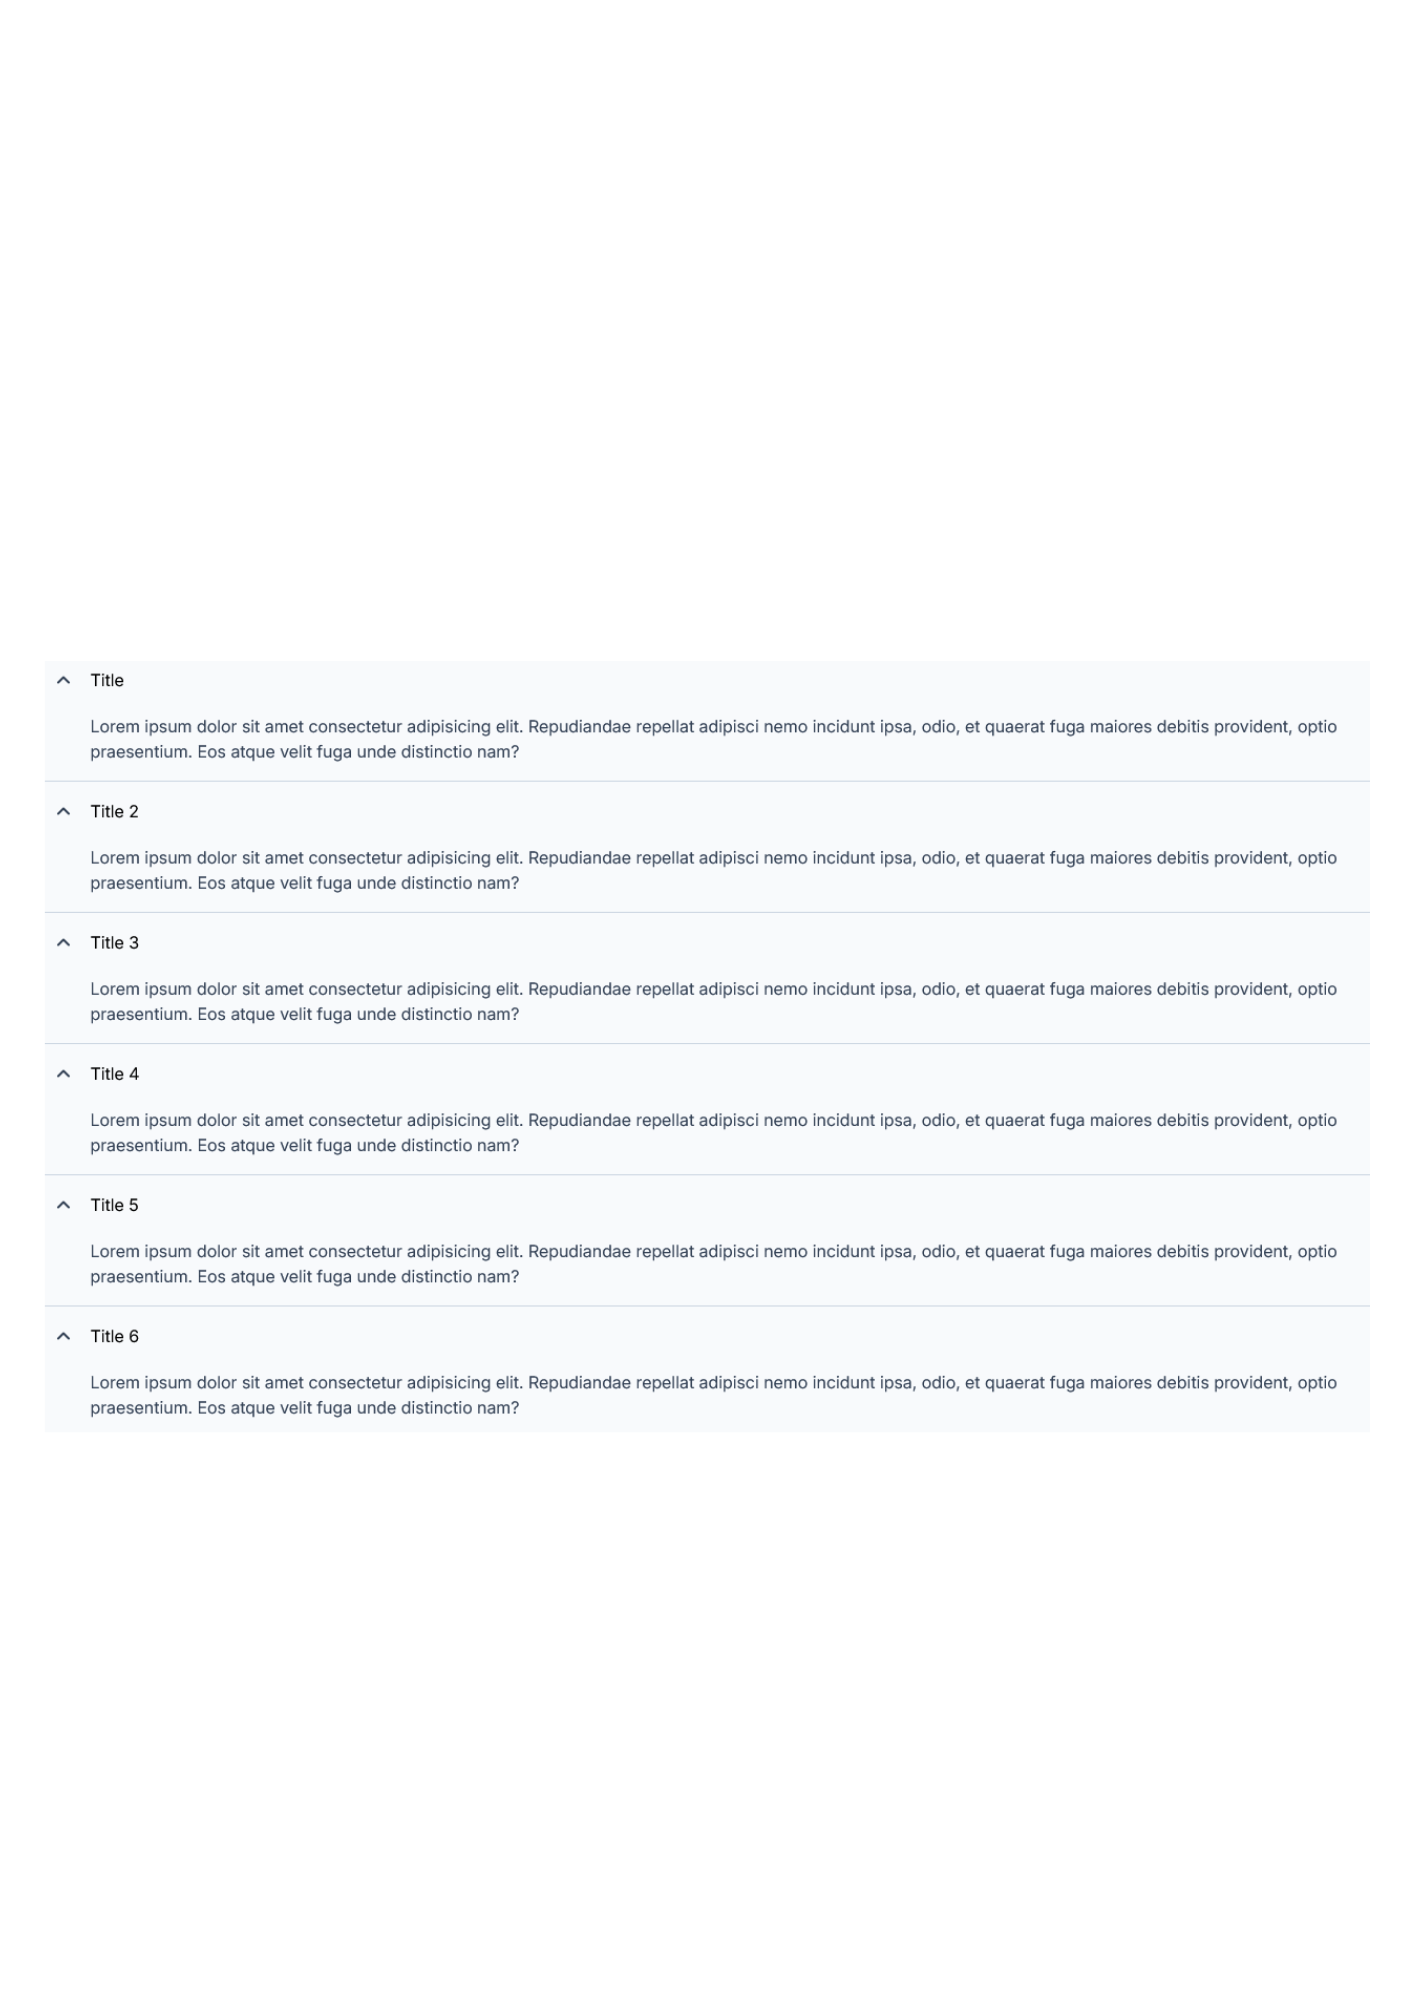 Title
Lorem ipsum dolor sit amet consectetur adipisicing elit. Repudiandae repellat adipisci nemo incidunt ipsa, odio, et quaerat fuga maiores debitis provident, optio
praesentium. Eos atque velit fuga unde distinctio nam?
Title 2
Lorem ipsum dolor sit amet consectetur adipisicing elit. Repudiandae repellat adipisci nemo incidunt ipsa, odio, et quaerat fuga maiores debitis provident, optio
praesentium. Eos atque velit fuga unde distinctio nam?
Title 3
Lorem ipsum dolor sit amet consectetur adipisicing elit. Repudiandae repellat adipisci nemo incidunt ipsa, odio, et quaerat fuga maiores debitis provident, optio
praesentium. Eos atque velit fuga unde distinctio nam?
Title 4
Lorem ipsum dolor sit amet consectetur adipisicing elit. Repudiandae repellat adipisci nemo incidunt ipsa, odio, et quaerat fuga maiores debitis provident, optio
praesentium. Eos atque velit fuga unde distinctio nam?
Title 5
Lorem ipsum dolor sit amet consectetur adipisicing elit. Repudiandae repellat adipisci nemo incidunt ipsa, odio, et quaerat fuga maiores debitis provident, optio
praesentium. Eos atque velit fuga unde distinctio nam?
Title 6
Lorem ipsum dolor sit amet consectetur adipisicing elit. Repudiandae repellat adipisci nemo incidunt ipsa, odio, et quaerat fuga maiores debitis provident, optio
praesentium. Eos atque velit fuga unde distinctio nam?